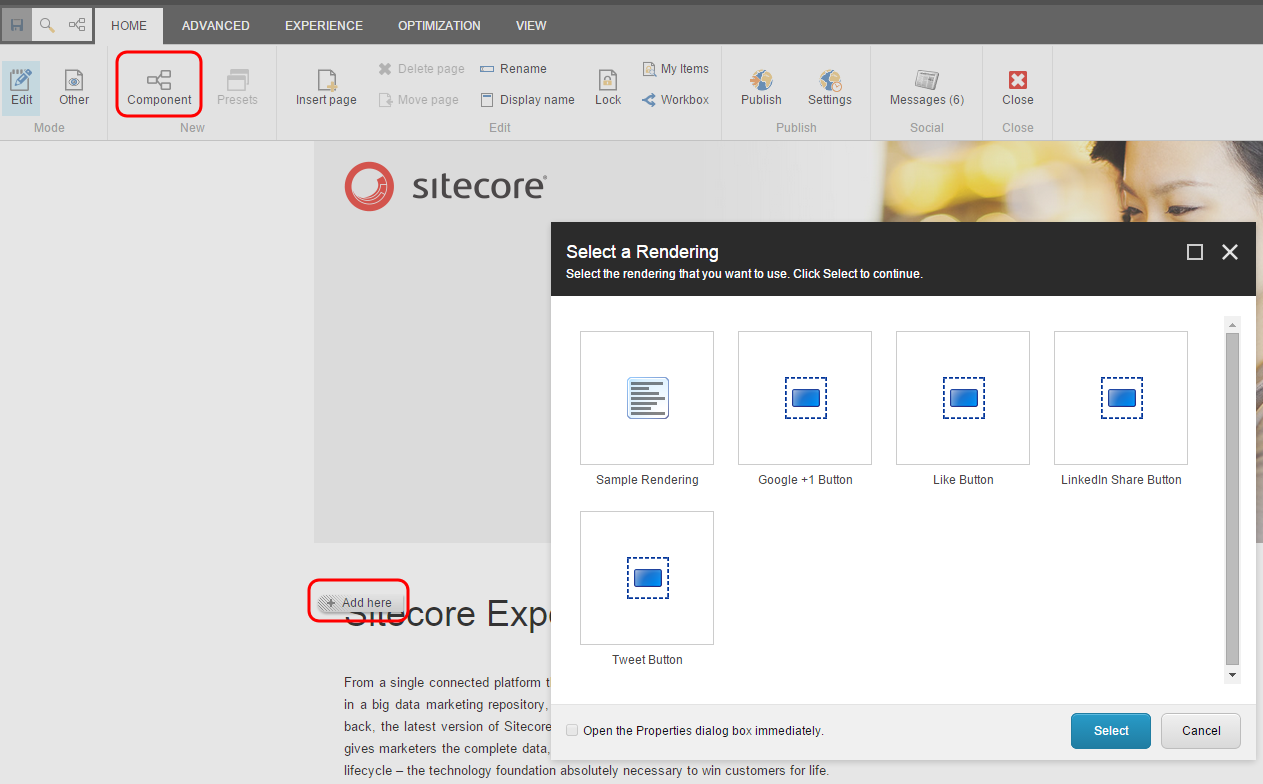 HOME ADVANCED EXPERIENCE OPTIMIZATION VIEW
Edit Other
Mode
Component Presets
New
Insert page
Delete page Rename
Move page Display name
Lock
My Items
Workbox
Edit
Publish Settings
Publish
Messages (6)
Social
Close
Close
sitecore®
Select a Rendering
Select the rendering that you want to use. Click Select to continue.
Sample Rendering Google +1 Button Like Button LinkedIn Share Button
Tweet Button
Open the Properties dialog box immediately.
Select Cancel
+ Add here
Sitecore Expe
From a single connected platform t
in a big data marketing repository,
back, the latest version of Sitecore
gives marketers the complete data,
lifecycle – the technology foundation absolutely necessary to win customers for life.